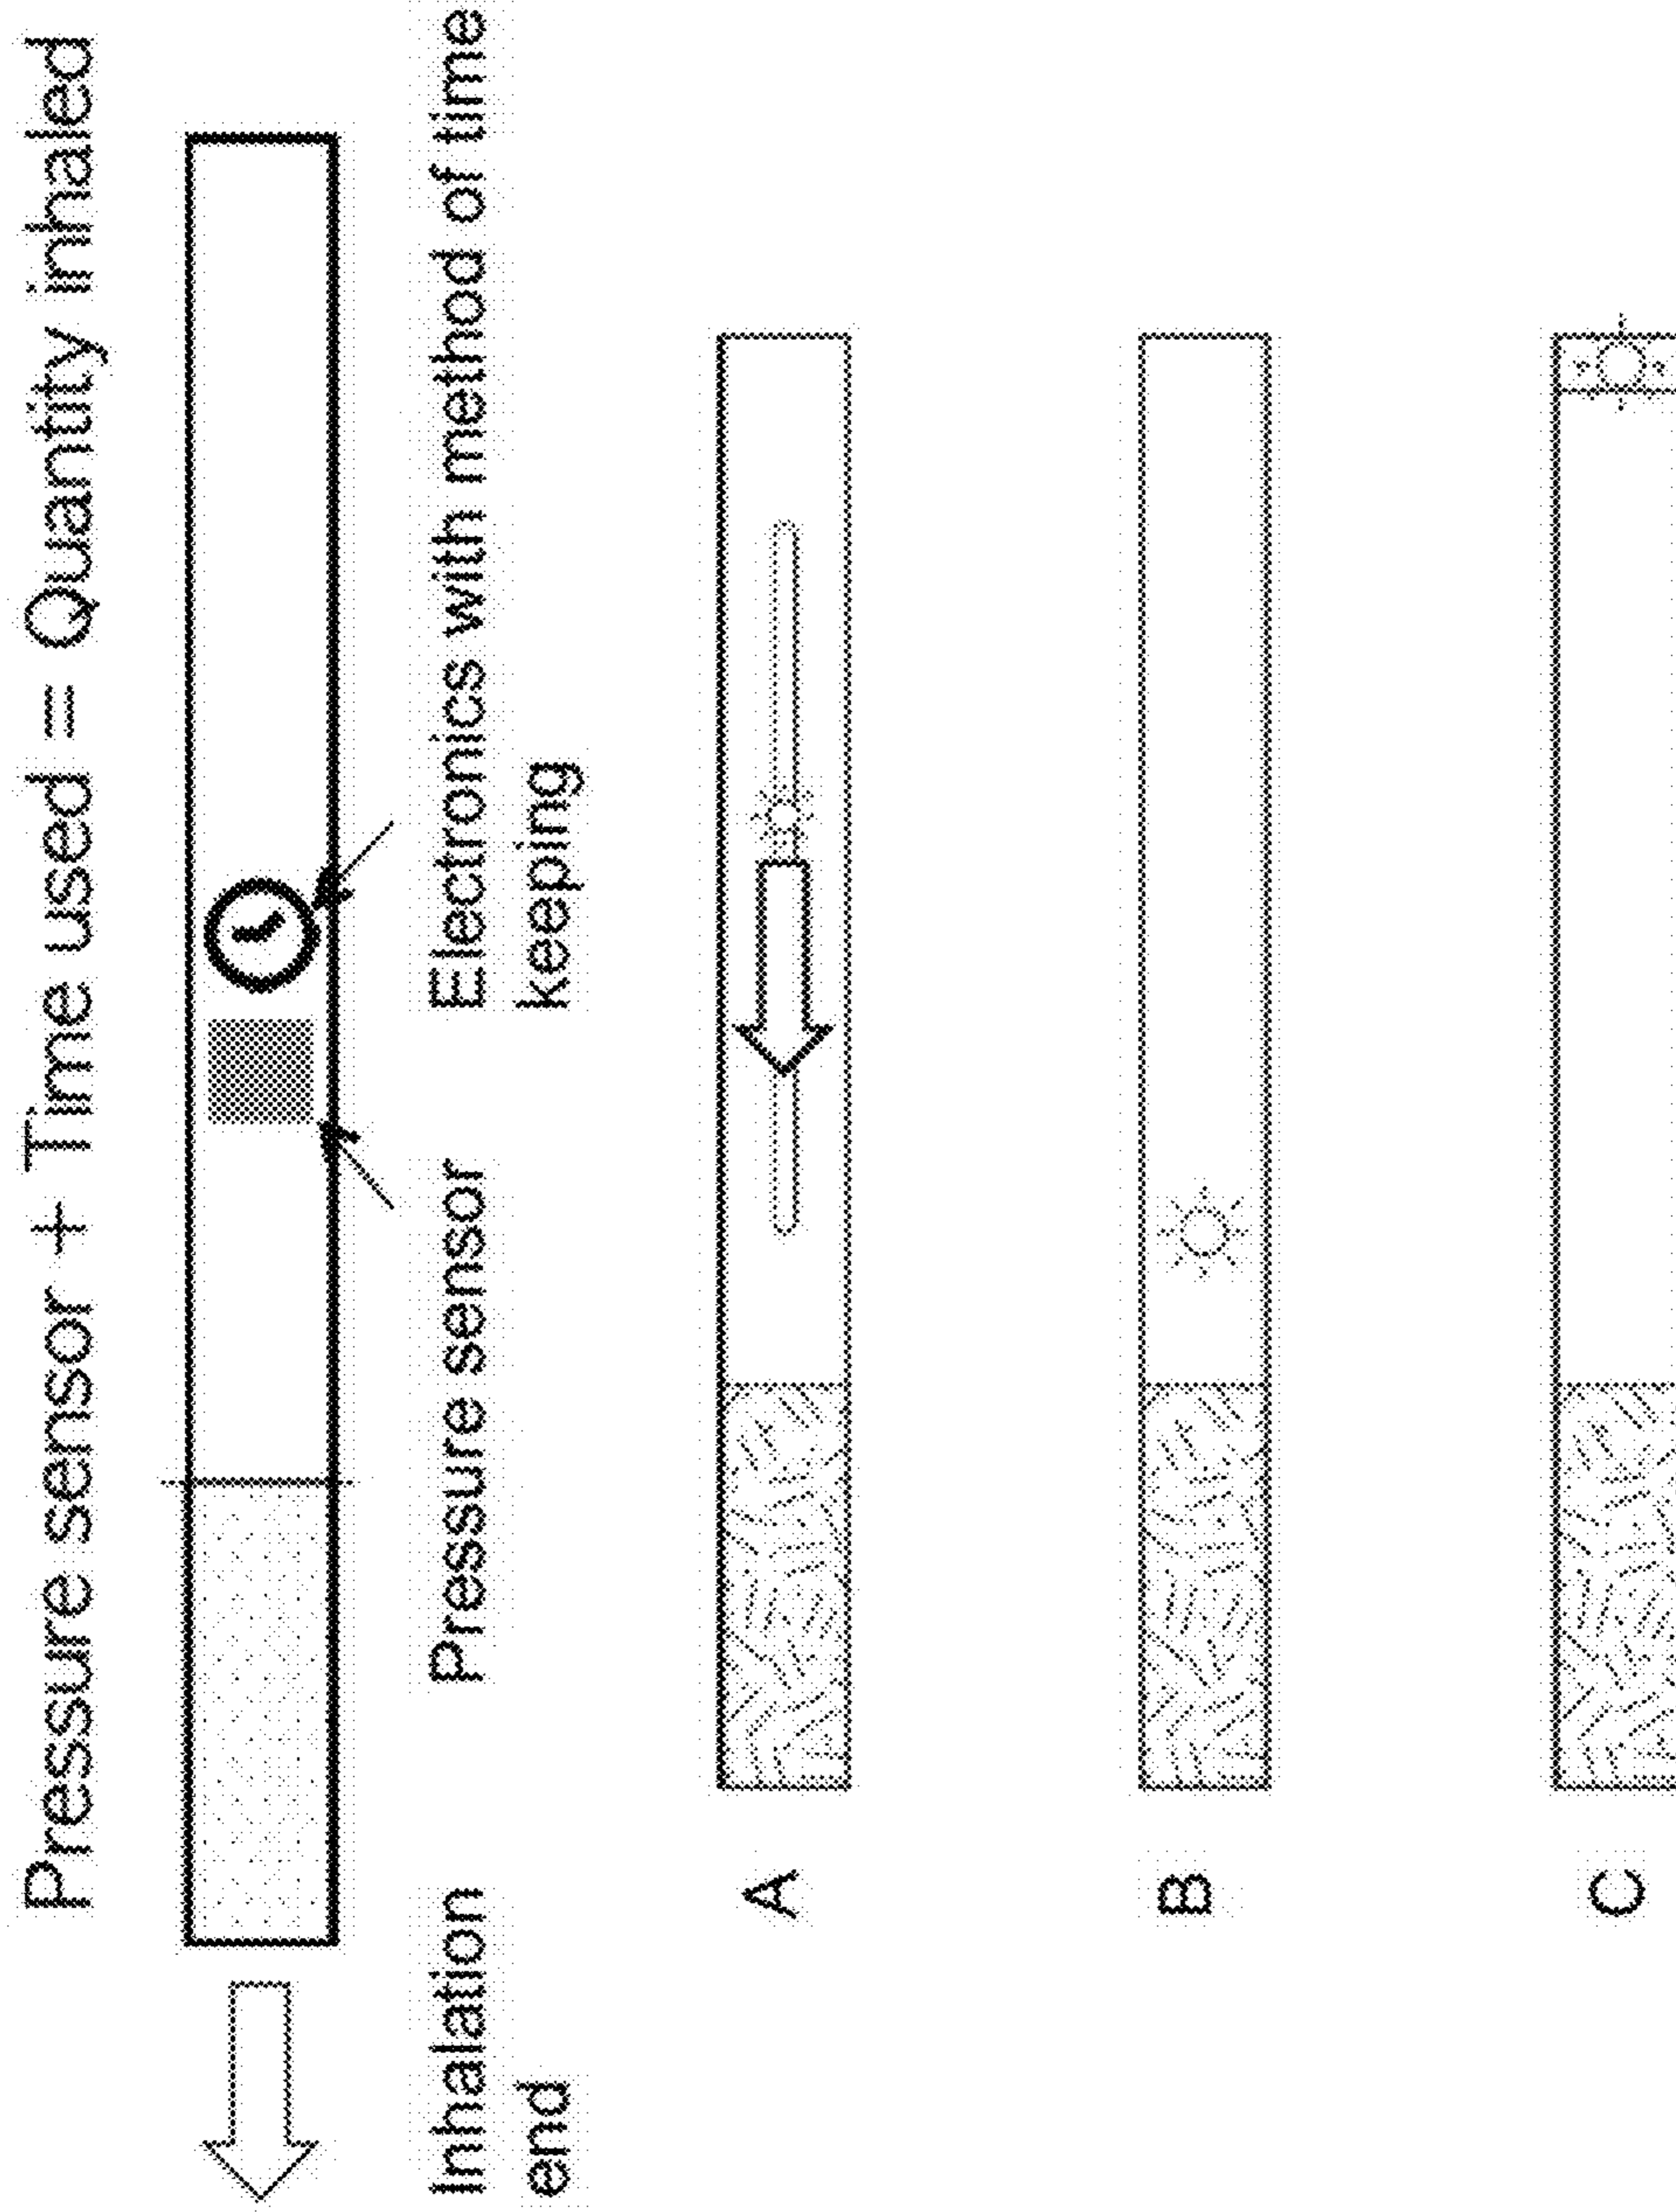 Pressure sensor + Time used = Quantity inhaled
Inhalation
end
Pressure sensor
Electronics with method of time
keeping
A
B
C